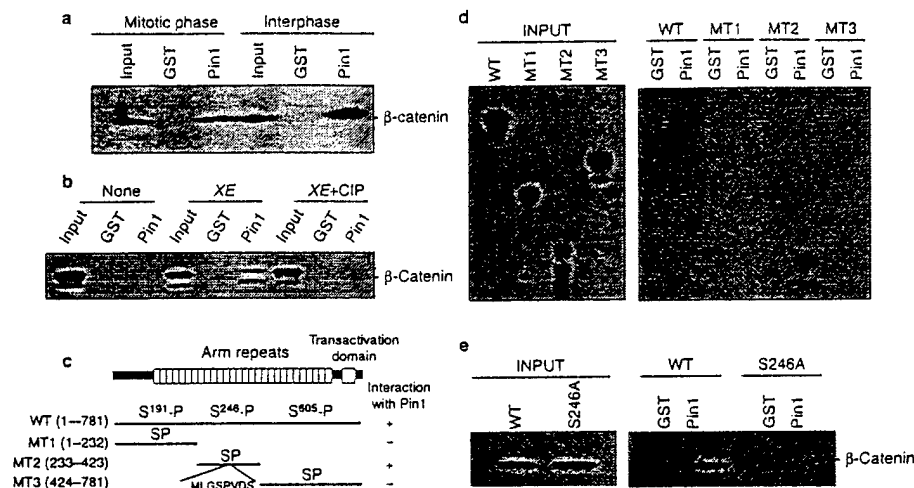 a
Mitotic phase Interphase
Input GST Pin1 Input GST Pin1
β-catenin
b
None XE XE+CIP
Input GST Pin1 Input GST Pin1 Input GST Pin1
β-Catenin
c
Arm repeats
Transactivation
domain
Interaction
with Pin1
S191-P S246-P S605-P
WT (1–781) +
SP
MT1 (1–232) –
SP
MT2 (233–423) +
SP
MT3 (424–781) MLGSPVDS –
d
INPUT WT MT1 MT2 MT3
WT MT1 MT2 MT3
GST Pin1 GST Pin1 GST Pin1 GST Pin1
e
INPUT WT S246A
WT S246A
GST Pin1 GST Pin1
β-Catenin